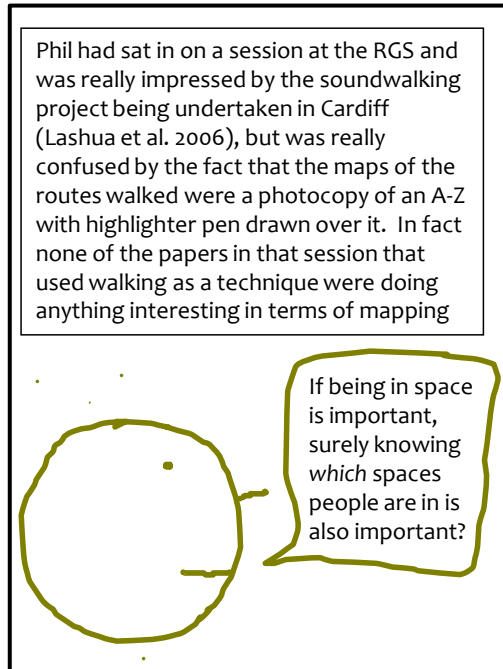 Phil had sat in on a session at the RGS and
was really impressed by the soundwalking
project being undertaken in Cardiff
(Lashua et al. 2006), but was really
confused by the fact that the maps of the
routes walked were a photocopy of an A-Z
with highlighter pen drawn over it.  In fact
none of the papers in that session that
used walking as a technique were doing
anything interesting in terms of mapping
If being in space
is important,
surely knowing
which spaces
people are in is
also important?